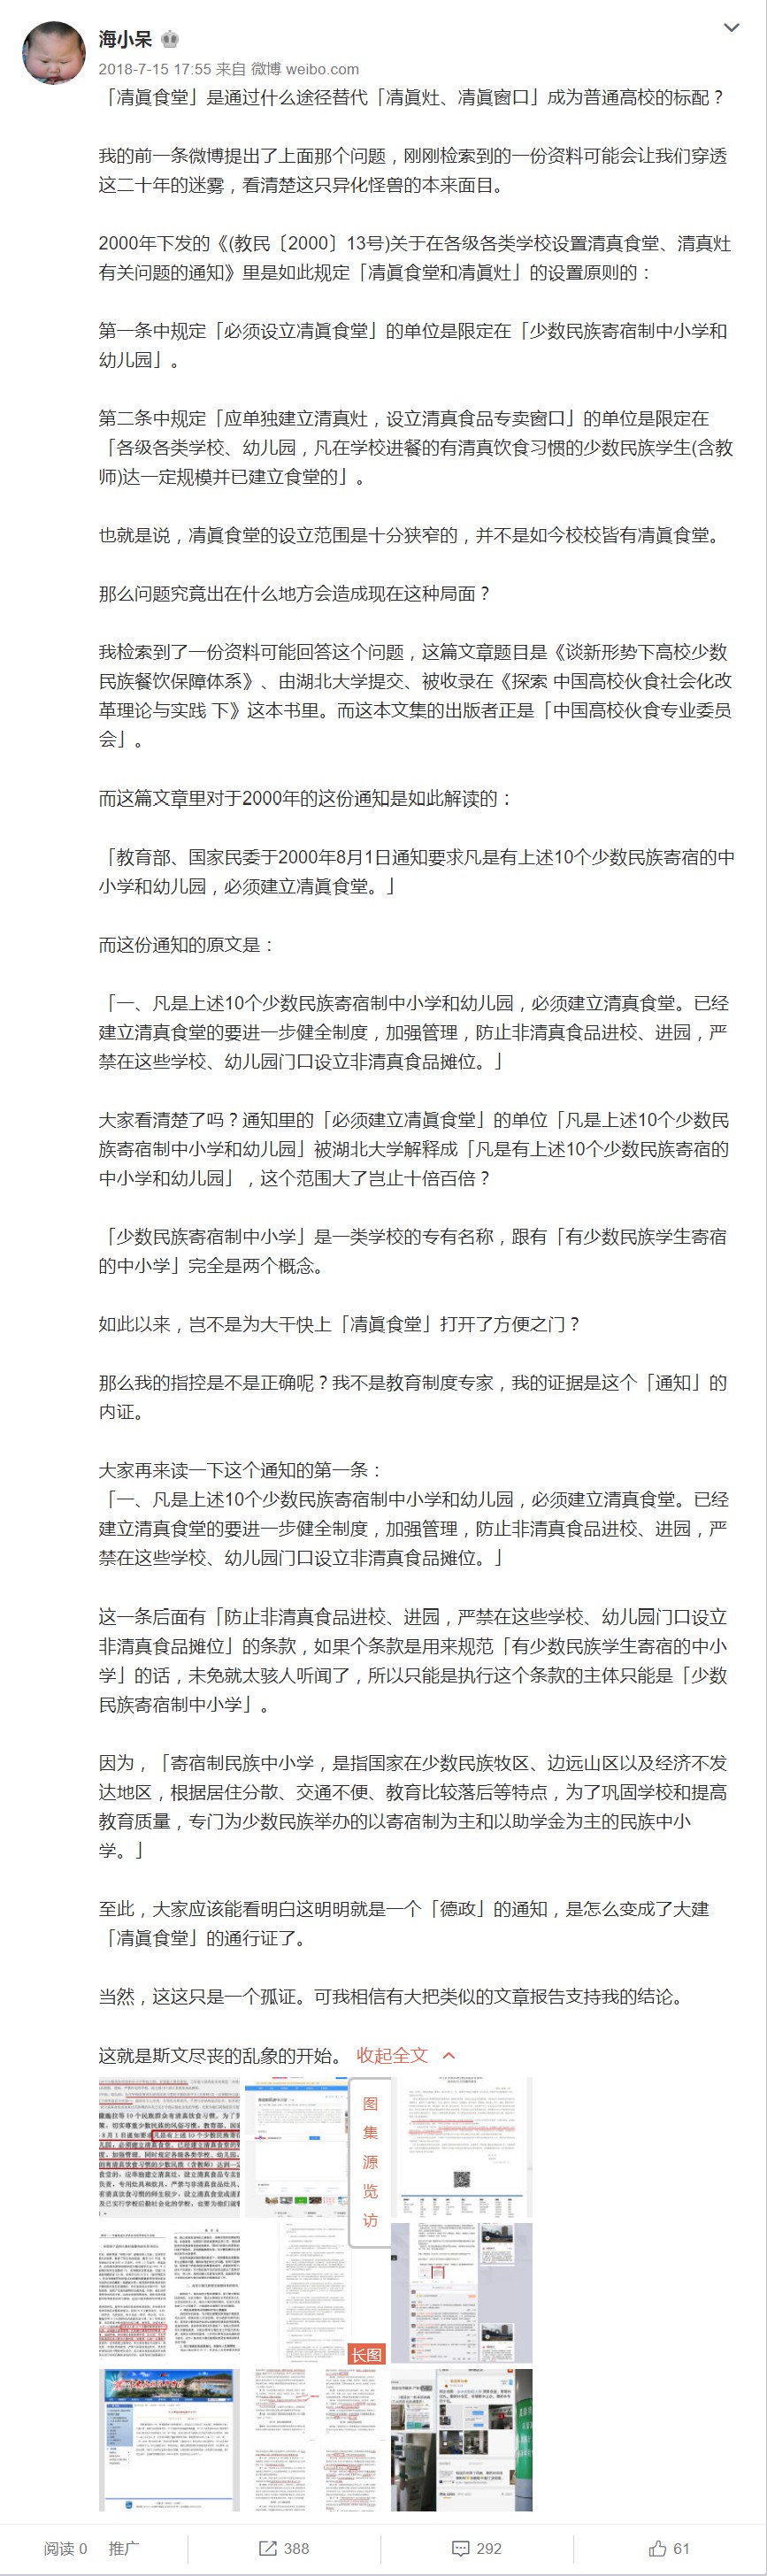 海小呆
2018-7-15 17:55 来自 微博 weibo.com
「清眞食堂」是通过什么途径替代「清眞灶、清眞窗口」成为普通高校的标配？
我的前一条微博提出了上面那个问题，刚刚检索到的一份资料可能会让我们穿透
这二十年的迷雾，看清楚这只异化怪兽的本来面目。
2000年下发的《(教民〔2000〕13号)关于在各级各类学校设置清真食堂、清真灶
有关问题的通知》里是如此规定「清眞食堂和清眞灶」的设置原则的：
第一条中规定「必须设立清眞食堂」的单位是限定在「少数民族寄宿制中小学和
幼儿园」。
第二条中规定「应单独建立清真灶，设立清真食品专卖窗口」的单位是限定在
「各级各类学校、幼儿园，凡在学校进餐的有清真饮食习惯的少数民族学生(含教
师)达一定规模并已建立食堂的」。
也就是说，清眞食堂的设立范围是十分狭窄的，并不是如今校校皆有清眞食堂。
那么问题究竟出在什么地方会造成现在这种局面？
我检索到了一份资料可能回答这个问题，这篇文章题目是《谈新形势下高校少数
民族餐饮保障体系》、由湖北大学提交、被收录在《探索 中国高校伙食社会化改
革理论与实践 下》这本书里。而这本文集的出版者正是「中国高校伙食专业委员
会」。
而这篇文章里对于2000年的这份通知是如此解读的：
「教育部、国家民委于2000年8月1日通知要求凡是有上述10个少数民族寄宿的中
小学和幼儿园，必须建立清眞食堂。」
而这份通知的原文是：
「一、凡是上述10个少数民族寄宿制中小学和幼儿园，必须建立清真食堂。已经
建立清真食堂的要进一步健全制度，加强管理，防止非清真食品进校、进园，严
禁在这些学校、幼儿园门口设立非清真食品摊位。」
大家看清楚了吗？通知里的「必须建立清眞食堂」的单位「凡是上述10个少数民
族寄宿制中小学和幼儿园」被湖北大学解释成「凡是有上述10个少数民族寄宿的
中小学和幼儿园」，这个范围大了岂止十倍百倍？
「少数民族寄宿制中小学」是一类学校的专有名称，跟有「有少数民族学生寄宿
的中小学」完全是两个概念。
如此以来，岂不是为大干快上「清眞食堂」打开了方便之门？
那么我的指控是不是正确呢？我不是教育制度专家，我的证据是这个「通知」的
内证。
大家再来读一下这个通知的第一条：
「一、凡是上述10个少数民族寄宿制中小学和幼儿园，必须建立清真食堂。已经
建立清真食堂的要进一步健全制度，加强管理，防止非清真食品进校、进园，严
禁在这些学校、幼儿园门口设立非清真食品摊位。」
这一条后面有「防止非清真食品进校、进园，严禁在这些学校、幼儿园门口设立
非清真食品摊位」的条款，如果个条款是用来规范「有少数民族学生寄宿的中小
学」的话，未免就太骇人听闻了，所以只能是执行这个条款的主体只能是「少数
民族寄宿制中小学」。
因为，「寄宿制民族中小学，是指国家在少数民族牧区、边远山区以及经济不发
达地区，根据居住分散、交通不便、教育比较落后等特点，为了巩固学校和提高
教育质量，专门为少数民族举办的以寄宿制为主和以助学金为主的民族中小
学。」
至此，大家应该能看明白这明明就是一个「德政」的通知，是怎么变成了大建
「清眞食堂」的通行证了。
当然，这这只是一个孤证。可我相信有大把类似的文章报告支持我的结论。
这就是斯文尽丧的乱象的开始。 收起全文
图
集
源
览
访
长图
阅读 0 推广 388 292 61